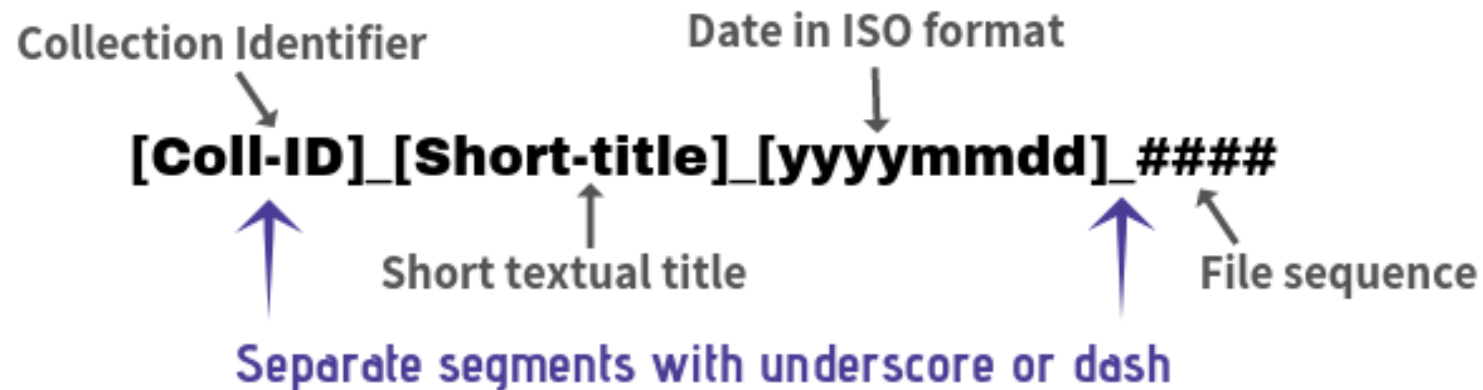 Collection Identifier
Date in ISO format
[Coll-ID]_[Short-title]_[yyyymmdd]_####
Short textual title
File sequence
Separate segments with underscore or dash